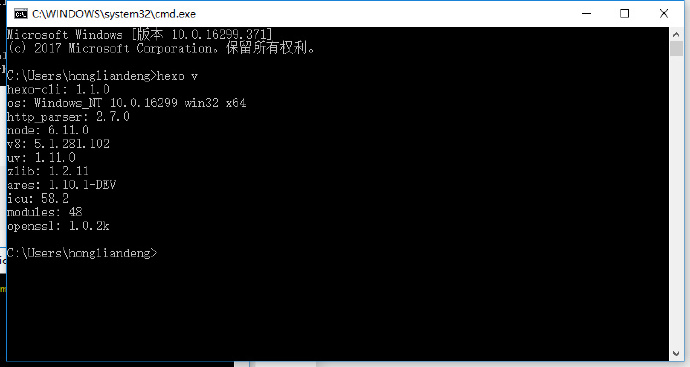 C:\WINDOWS\system32\cmd.exe
Microsoft Windows [版本 10.0.16299.371]
(c) 2017 Microsoft Corporation。保留所有权利。
C:\Users\hongliandeng>hexo v
hexo-cli: 1.1.0
os: Windows_NT 10.0.16299 win32 x64
http_parser: 2.7.0
node: 6.11.0
v8: 5.1.281.102
uv: 1.11.0
zlib: 1.2.11
ares: 1.10.1-DEV
icu: 58.2
modules: 48
openssl: 1.0.2k
C:\Users\hongliandeng>